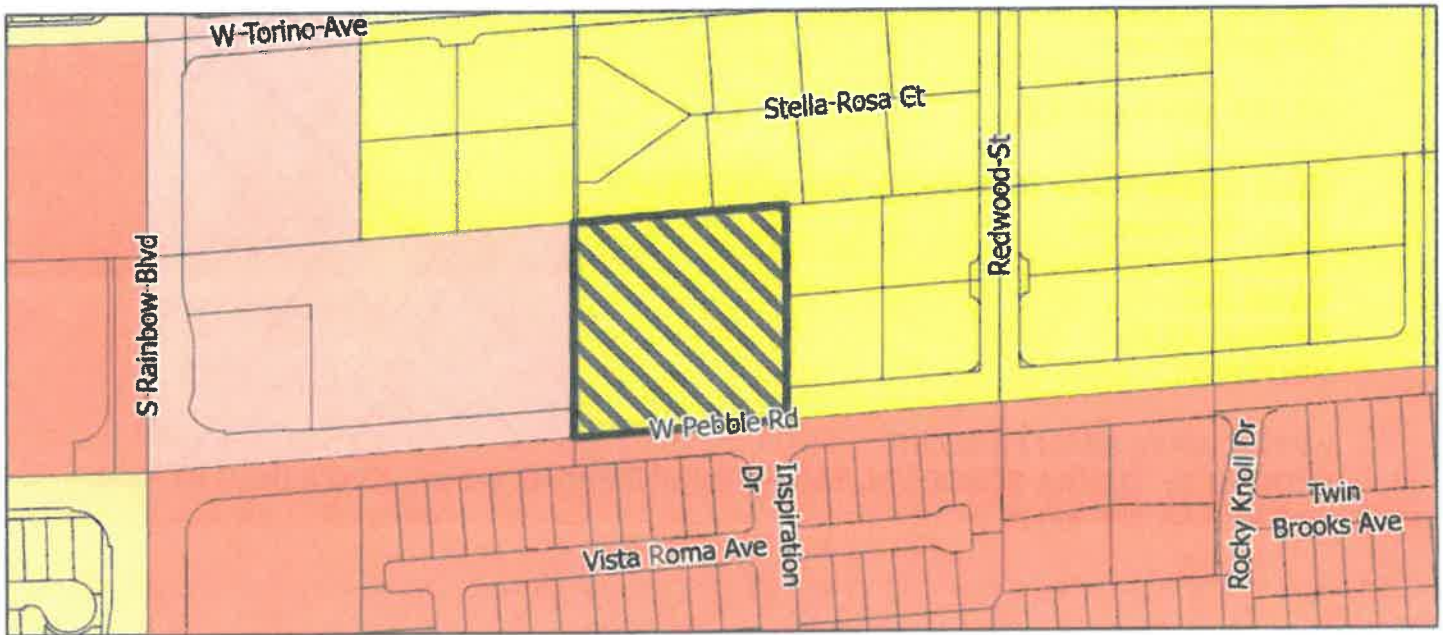 W-Torino-Ave
Stella-Rosa Ct
Redwood-St
S-Rainbow-Blvd
W Pebble Rd
Inspiration
Dr
Vista Roma Ave
Rocky Knoll Dr
Twin
Brooks Ave